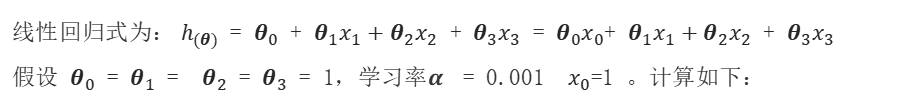 线性回归式为： h(θ) = θ0 + θ1x1 + θ2x2 + θ3x3 = θ0x0+ θ1x1 + θ2x2 + θ3x3
假设 θ0 = θ1 = θ2 = θ3 = 1，学习率α = 0.001 x0=1 。计算如下：